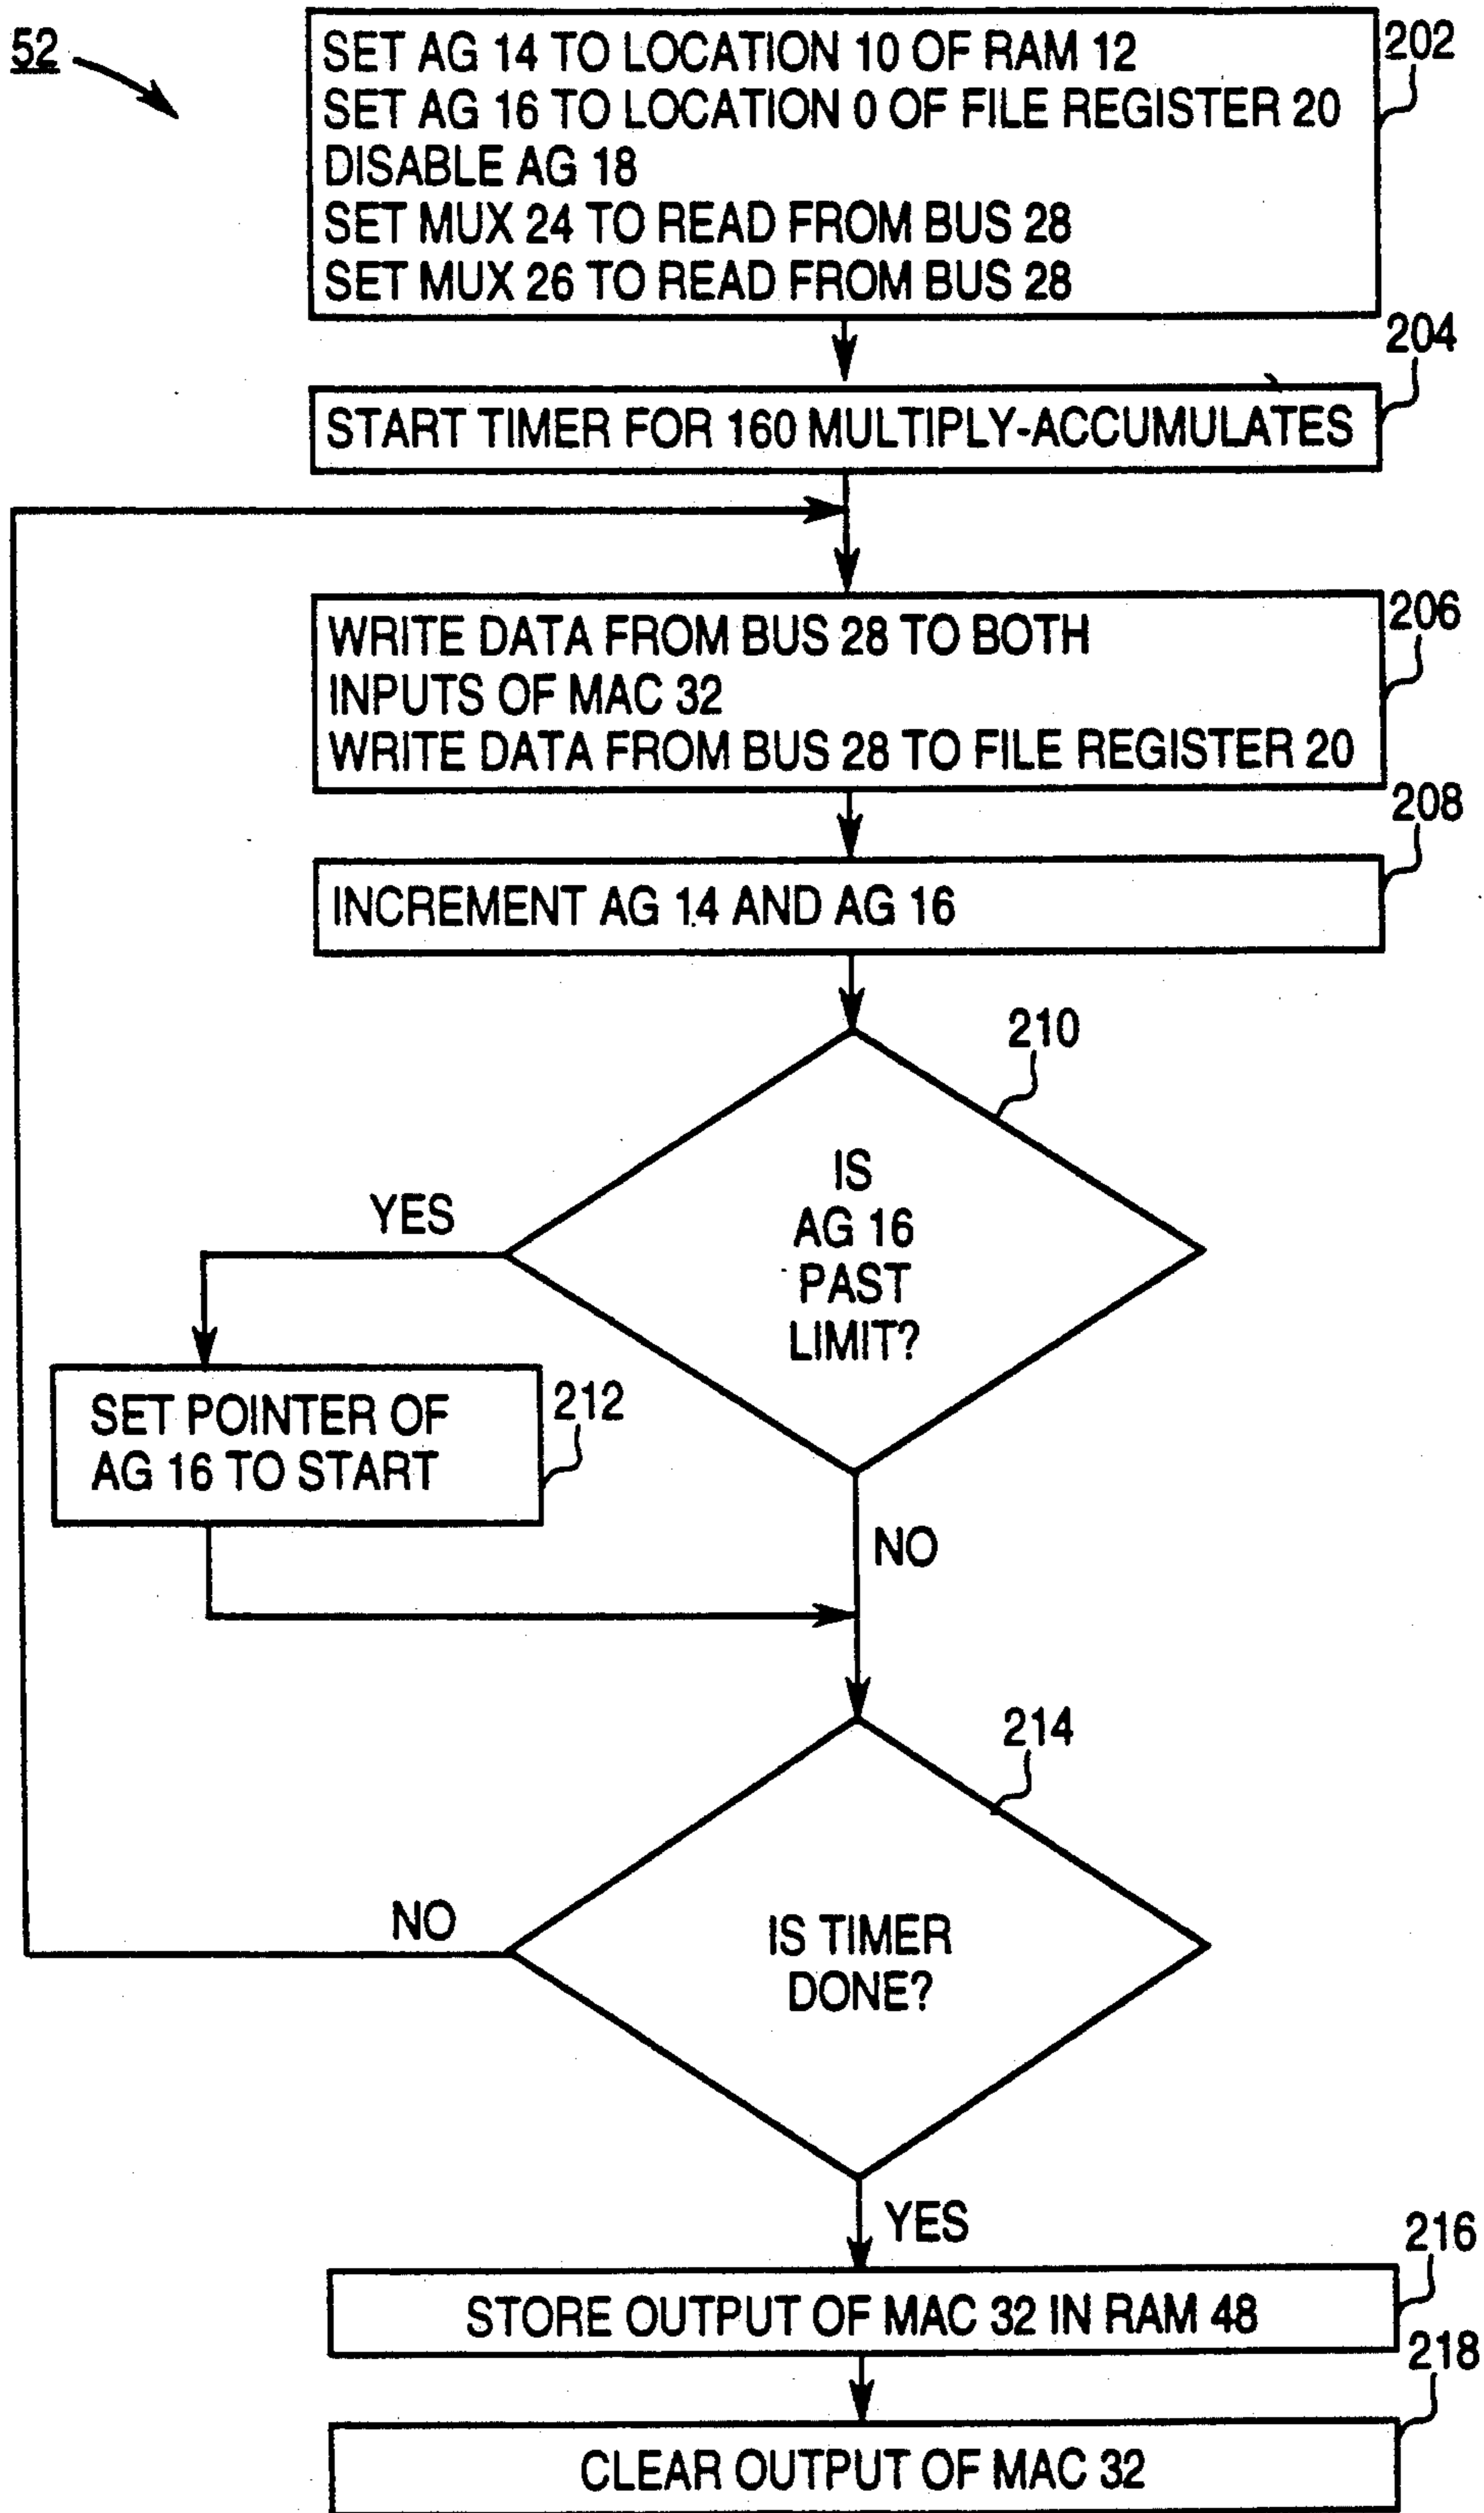 52
202
SET AG 14 TO LOCATION 10 OF RAM 12
SET AG 16 TO LOCATION 0 OF FILE REGISTER 20
DISABLE AG 18
SET MUX 24 TO READ FROM BUS 28
SET MUX 26 TO READ FROM BUS 28
204
START TIMER FOR 160 MULTIPLY-ACCUMULATES
206
WRITE DATA FROM BUS 28 TO BOTH
INPUTS OF MAC 32
WRITE DATA FROM BUS 28 TO FILE REGISTER 20
208
INCREMENT AG 14 AND AG 16
210
IS
AG 16
PAST
LIMIT?
YES
212
SET POINTER OF
AG 16 TO START
NO
214
IS TIMER
DONE?
NO
YES
216
STORE OUTPUT OF MAC 32 IN RAM 48
218
CLEAR OUTPUT OF MAC 32